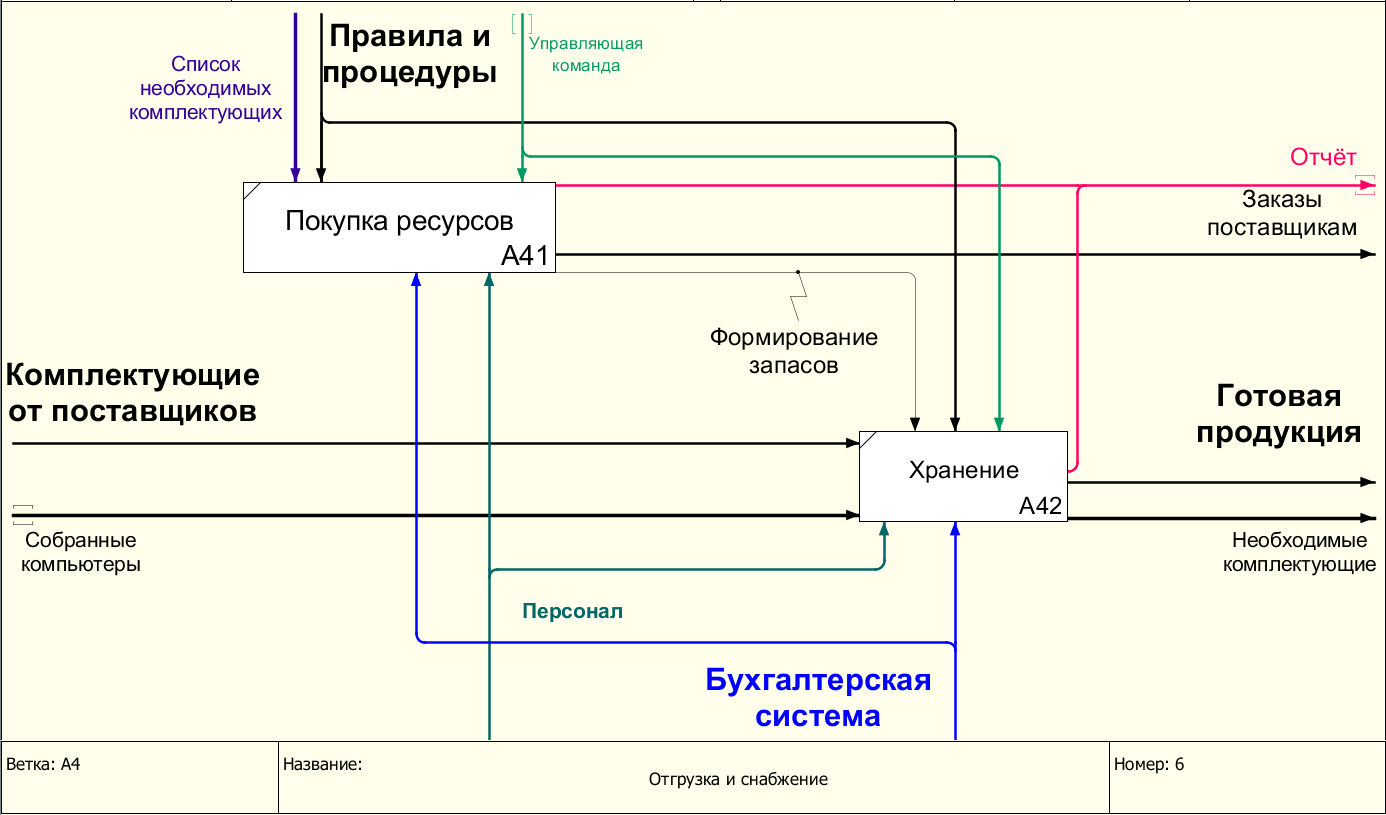 Правила и
процедуры
Управляющая
команда
Список
необходимых
комплектующих
Отчёт
Заказы
поставщикам
Покупка ресурсов
A41
Формирование
запасов
Комплектующие
от поставщиков
Готовая
продукция
Хранение
A42
Собранные
компьютеры
Необходимые
комплектующие
Персонал
Бухгалтерская
система
Ветка: A4
Название:
Отгрузка и снабжение
Номер: 6